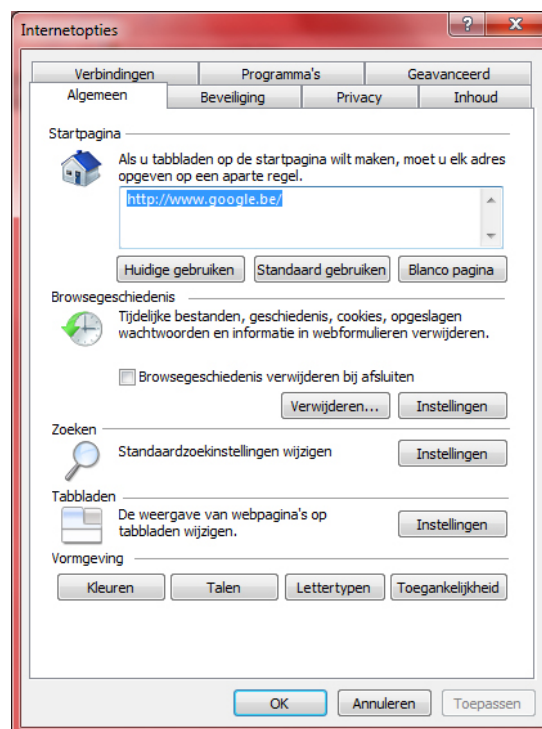 Internetopties
Verbindingen Programma's Geavanceerd
Algemeen Beveiliging Privacy Inhoud
Startpagina
Als u tabbladen op de startpagina wilt maken, moet u elk adres
opgeven op een aparte regel.
http://www.google.be/
Huidige gebruiken Standaard gebruiken Blanco pagina
Browsegeschiedenis
Tijdelijke bestanden, geschiedenis, cookies, opgeslagen
wachtwoorden en informatie in webformulieren verwijderen.
Browsegeschiedenis verwijderen bij afsluiten
Verwijderen... Instellingen
Zoeken
Standaardzoekinstellingen wijzigen Instellingen
Tabbladen
De weergave van webpagina's op
tabbladen wijzigen. Instellingen
Vormgeving
Kleuren Talen Lettertypen Toegankelijkheid
OK Annuleren Toepassen